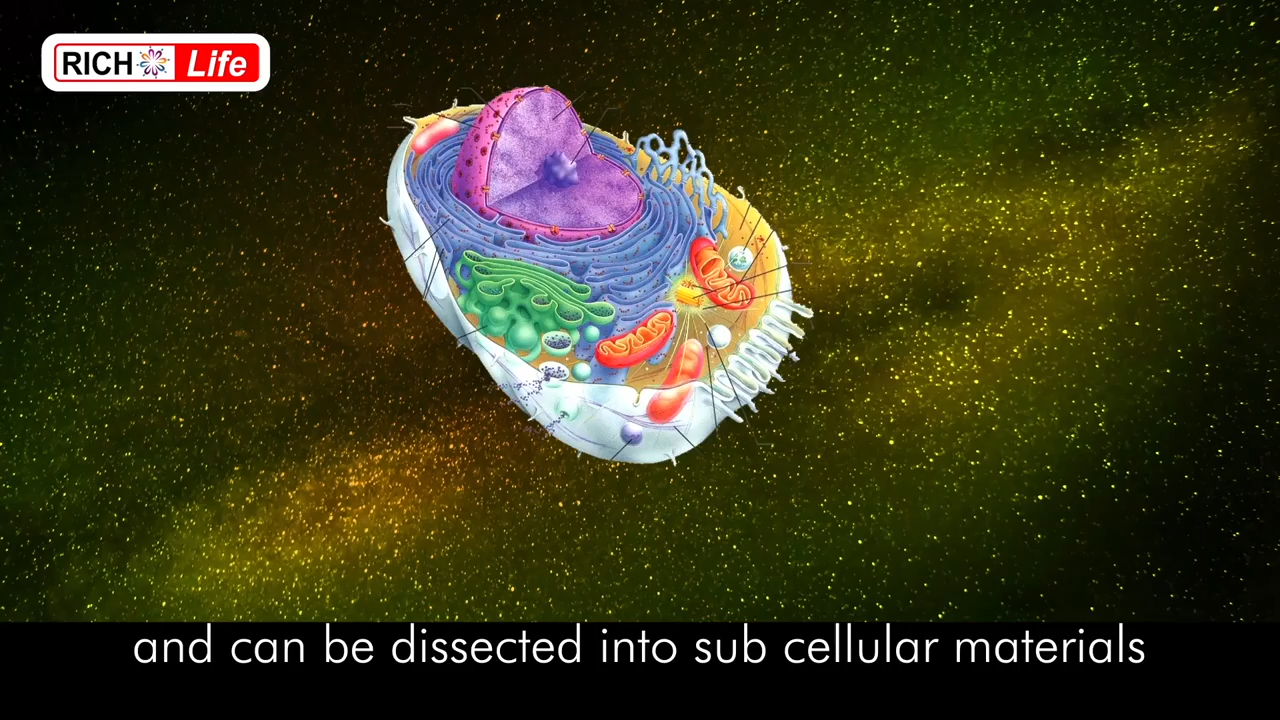 RICH Life
and can be dissected into sub cellular materials